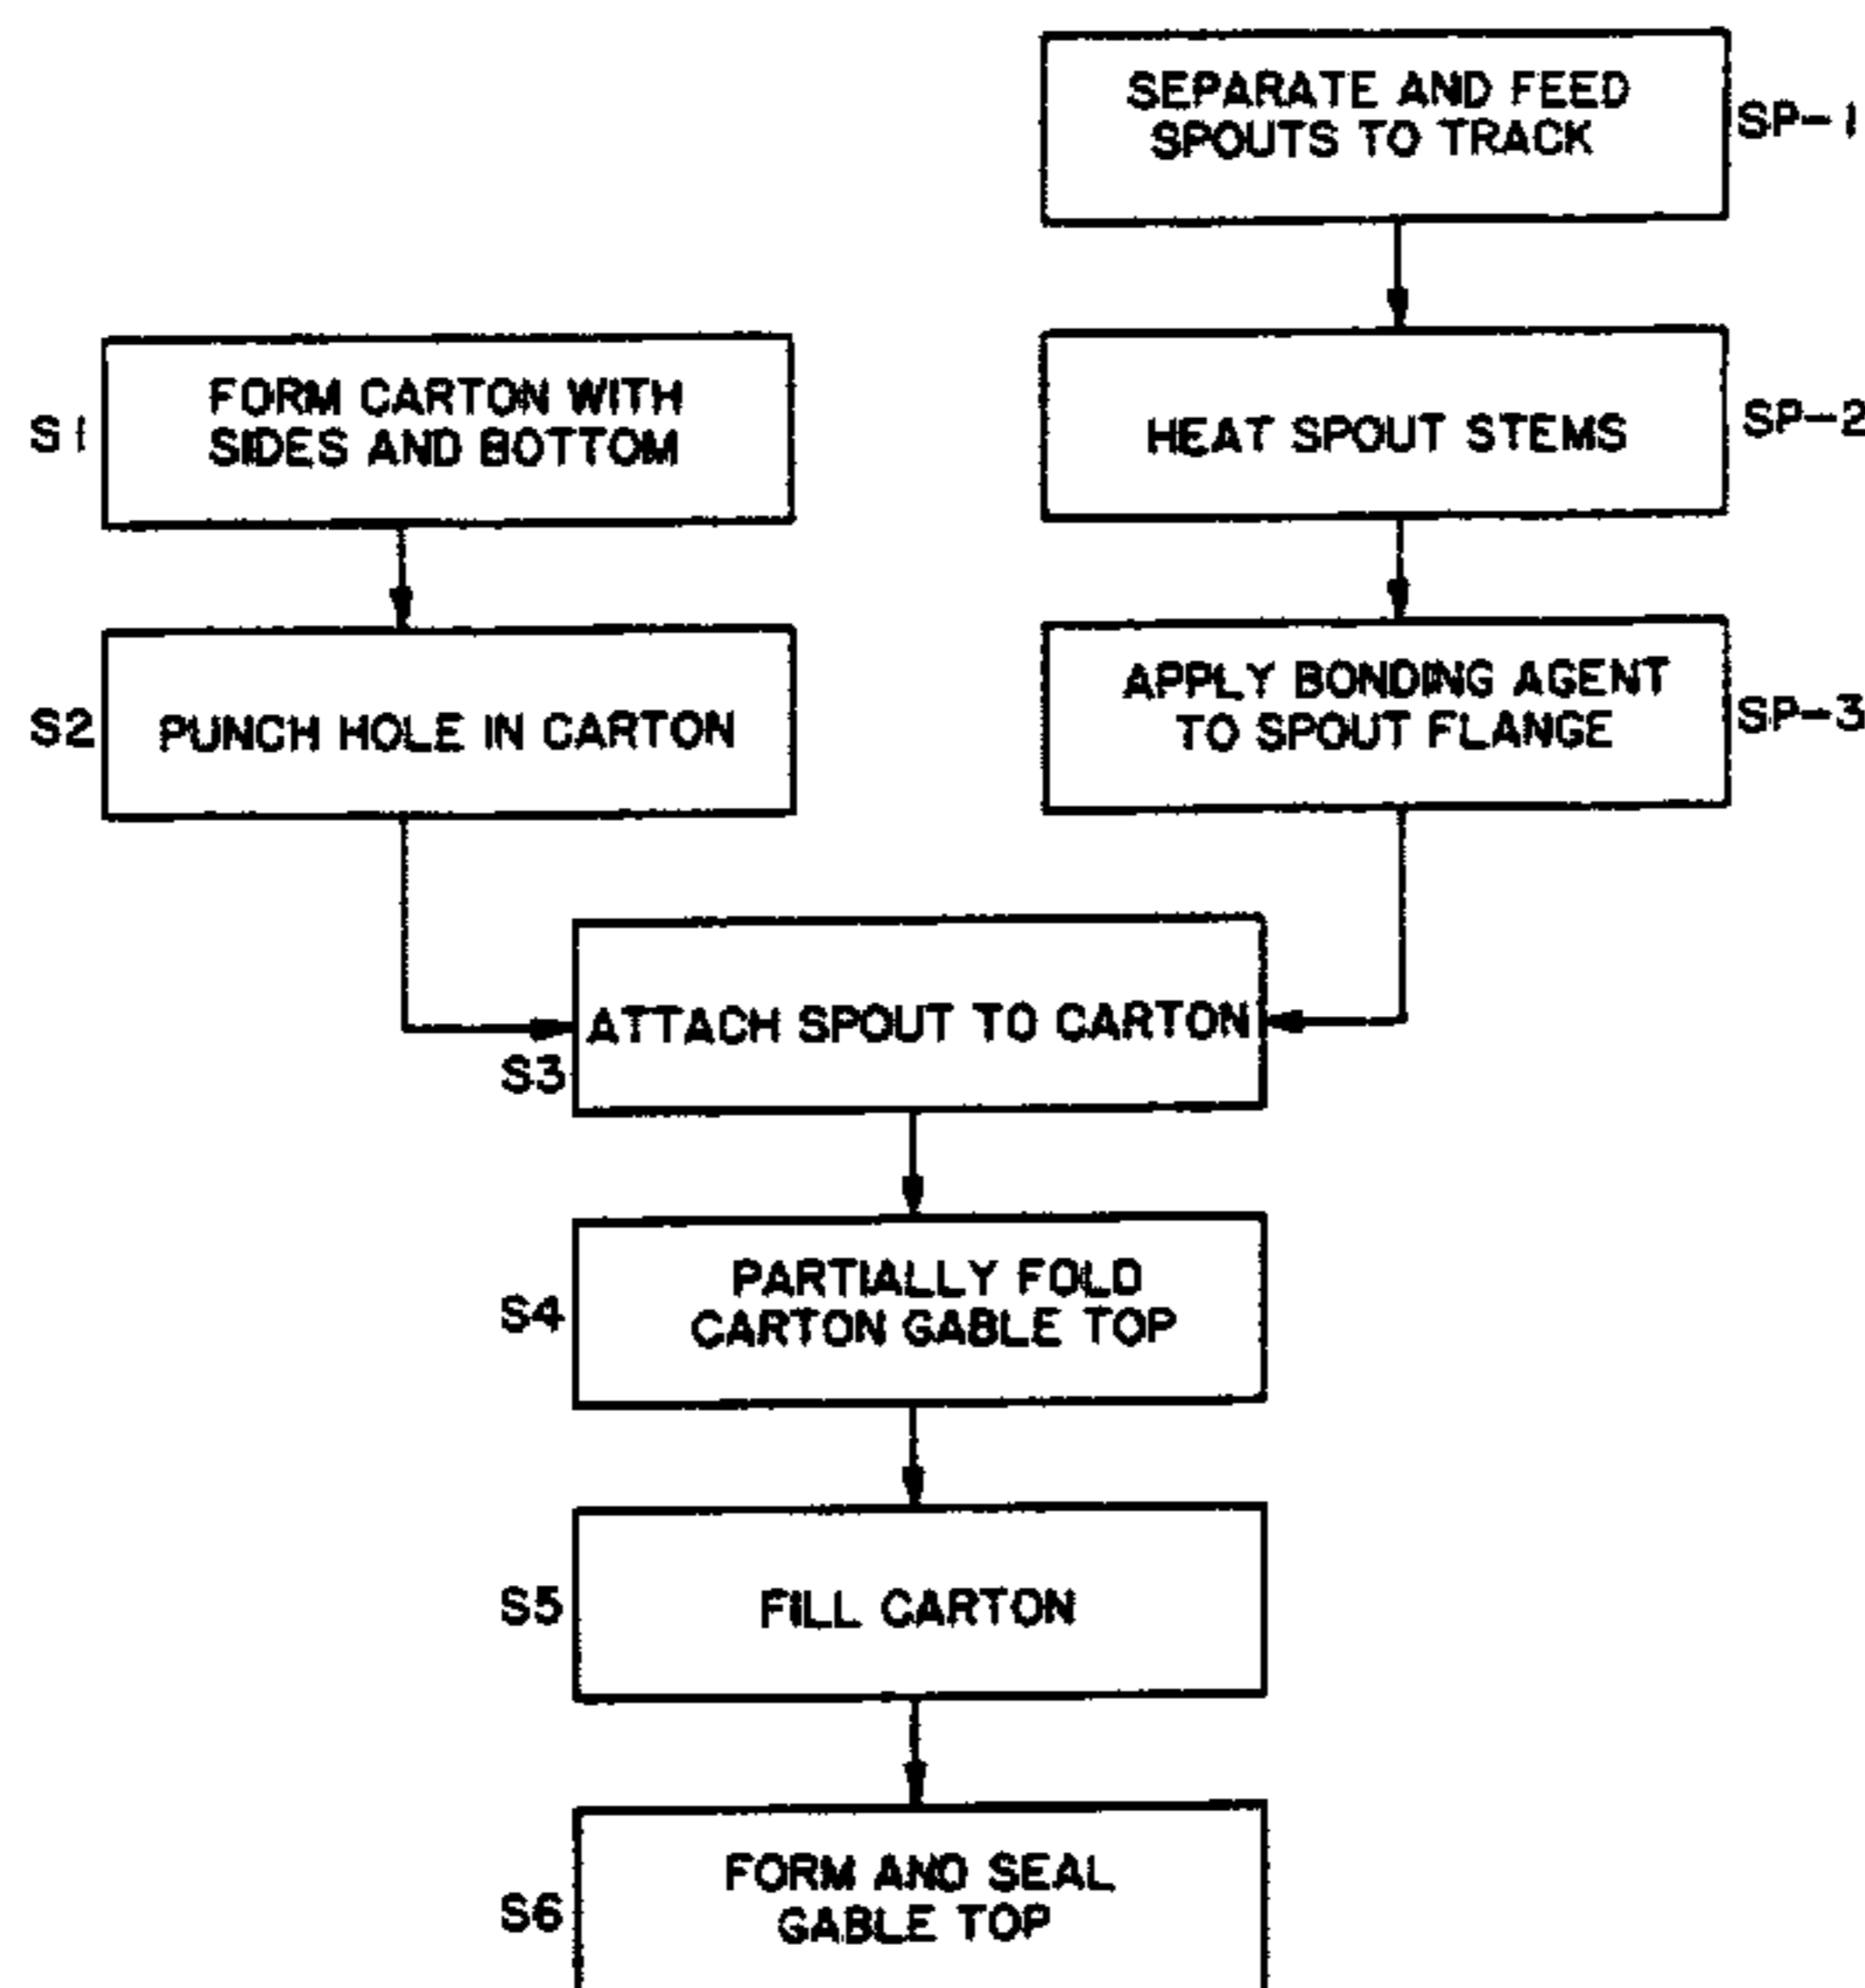 SEPARATE AND FEED
SPOUTS TO TRACK
SP-1
HEAT SPOUT STEMS
SP-2
APPLY BONDING AGENT
TO SPOUT FLANGE
SP-3
S1
FORM CARTON WITH
SIDES AND BOTTOM
S2
PUNCH HOLE IN CARTON
ATTACH SPOUT TO CARTON
S3
S4
PARTIALLY FOLD
CARTON GABLE TOP
S5
FILL CARTON
S6
FORM AND SEAL
GABLE TOP